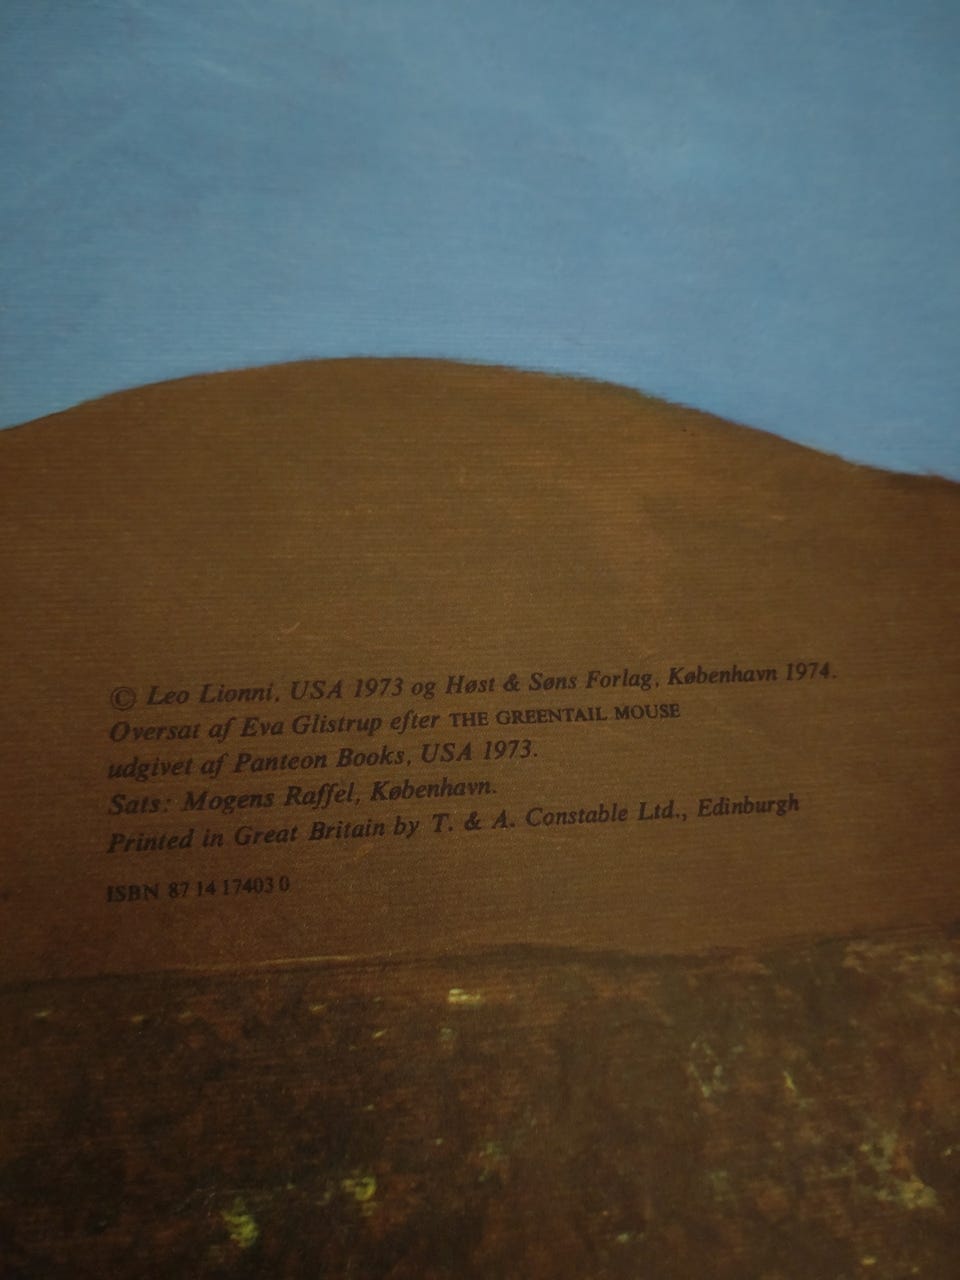 © Leo Lionni, USA 1973 og Høst & Søns Forlag, København 1974.
Oversat af Eva Glistrup efter THE GREENTAIL MOUSE
udgivet af Panteon Books, USA 1973.
Sats: Mogens Raffel, København.
Printed in Great Britain by T. & A. Constable Ltd., Edinburgh
ISBN 87 14 17403 0